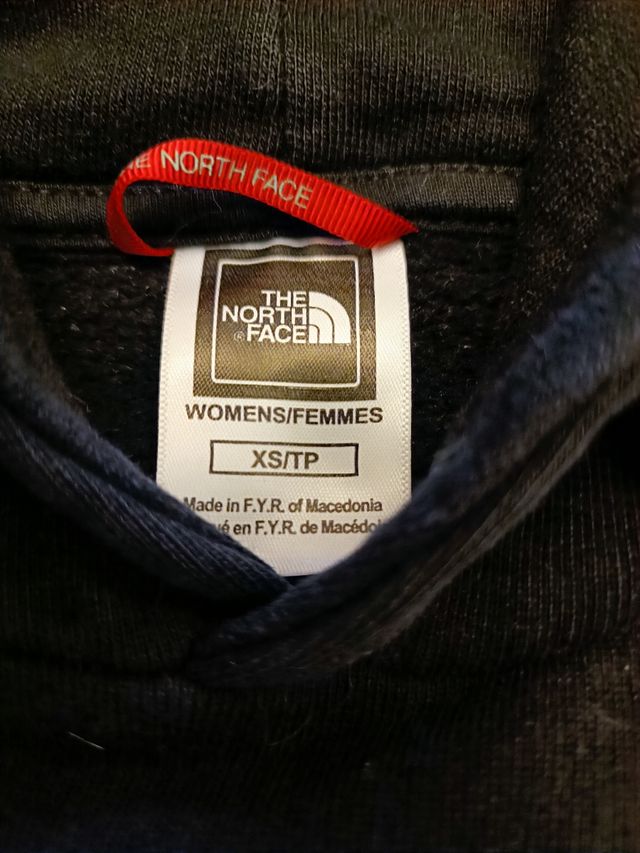 NORTH FACE
THE
NORTH
FACE
WOMENS/FEMMES
XS/TP
Made in F.Y.R. of Macedonia
en F.Y.R. de